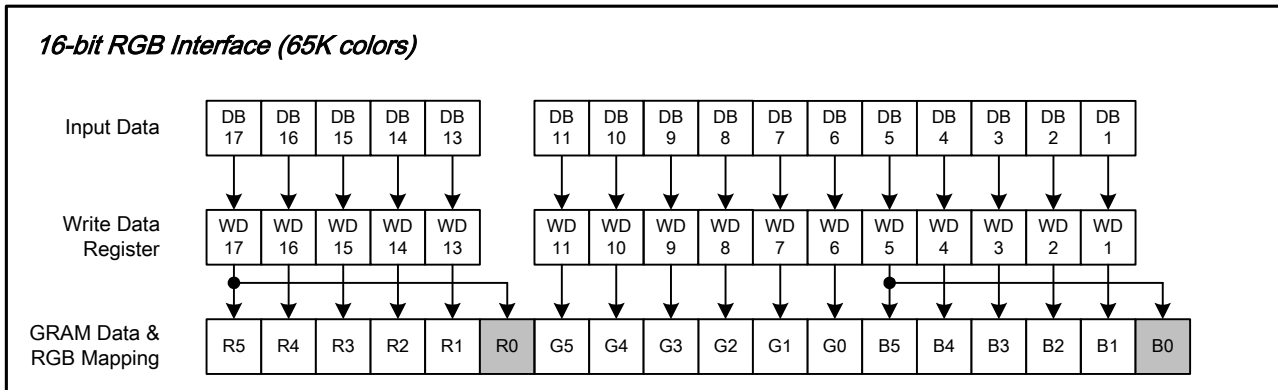 16-bit RGB Interface (65K colors)
Input Data
DB 17 DB 16 DB 15 DB 14 DB 13 DB 11 DB 10 DB 9 DB 8 DB 7 DB 6 DB 5 DB 4 DB 3 DB 2 DB 1
Write Data
Register
WD 17 WD 16 WD 15 WD 14 WD 13 WD 11 WD 10 WD 9 WD 8 WD 7 WD 6 WD 5 WD 4 WD 3 WD 2 WD 1
GRAM Data &
RGB Mapping
R5 R4 R3 R2 R1 R0 G5 G4 G3 G2 G1 G0 B5 B4 B3 B2 B1 B0